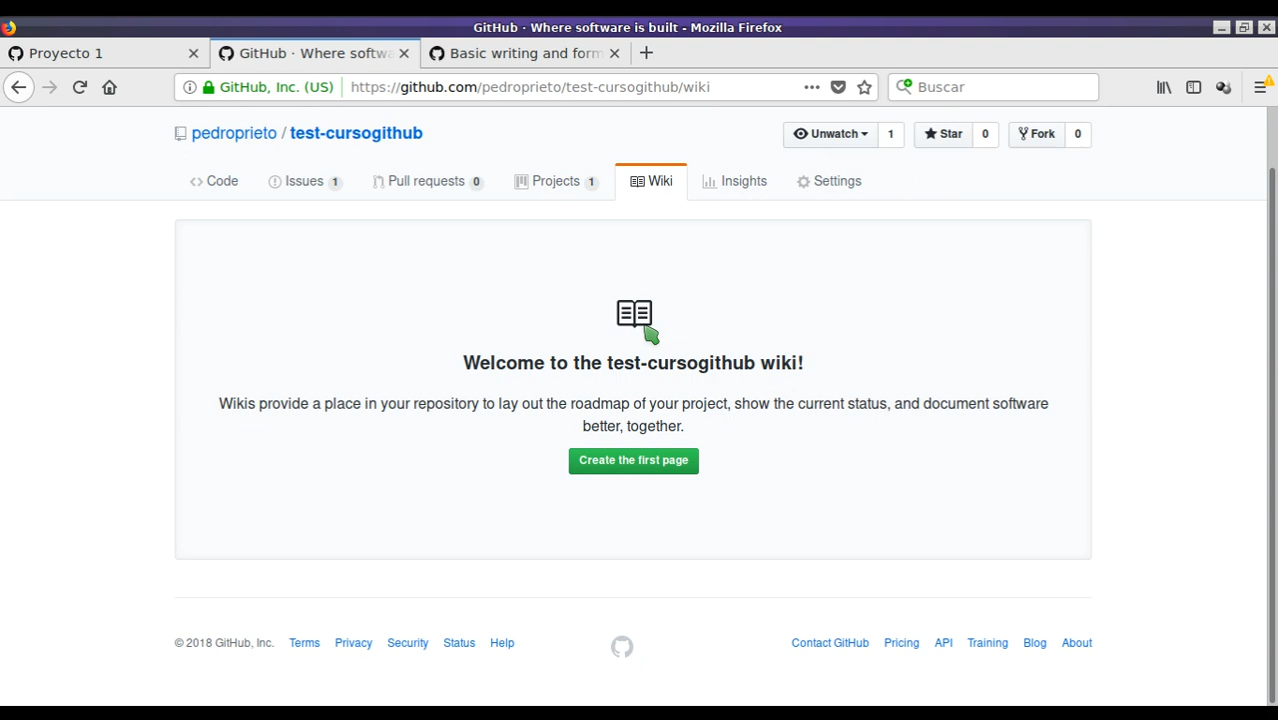 GitHub · Where software is built - Mozilla Firefox
Proyecto 1
GitHub · Where softwa
Basic writing and form
GitHub, Inc. (US)
https://github.com/pedroprieto/test-cursogithub/wiki
Buscar
pedroprieto / test-cursogithub
Unwatch 1
Star 0
Fork 0
Code
Issues 1
Pull requests 0
Projects 1
Wiki
Insights
Settings
Welcome to the test-cursogithub wiki!
Wikis provide a place in your repository to lay out the roadmap of your project, show the current status, and document software
better, together.
Create the first page
© 2018 GitHub, Inc. Terms Privacy Security Status Help
Contact GitHub Pricing API Training Blog About